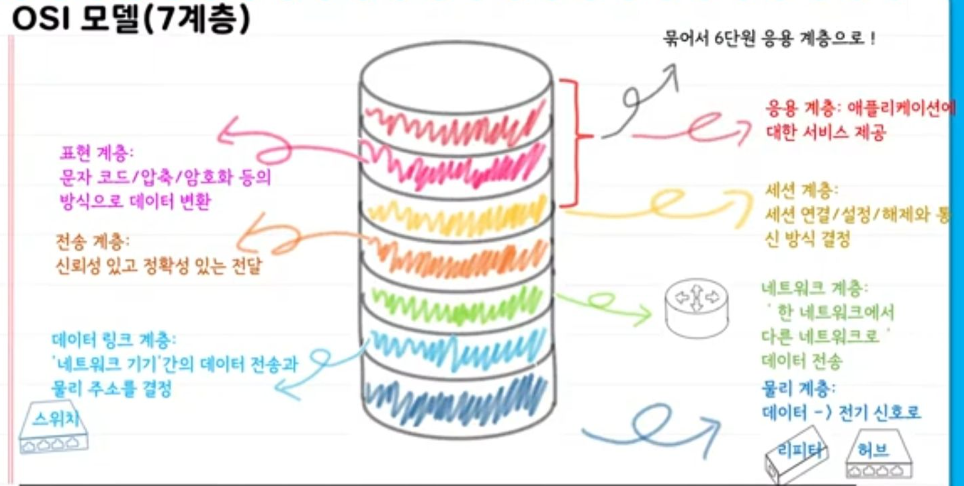 OSI 모델(7계층)
묶어서 6단원 응용 계층으로 !
응용 계층: 애플리케이션에
대한 서비스 제공
표현 계층:
문자 코드/압축/암호화 등의
방식으로 데이터 변환
세션 계층:
세션 연결/설정/해제와 통
신 방식 결정
전송 계층:
신뢰성 있고 정확성 있는 전달
네트워크 계층:
'한 네트워크에서
다른 네트워크로'
데이터 전송
데이터 링크 계층:
'네트워크 기기'간의 데이터 전송과
물리 주소를 결정
스위치
물리 계층:
데이터 -> 전기 신호로
리피터
허브